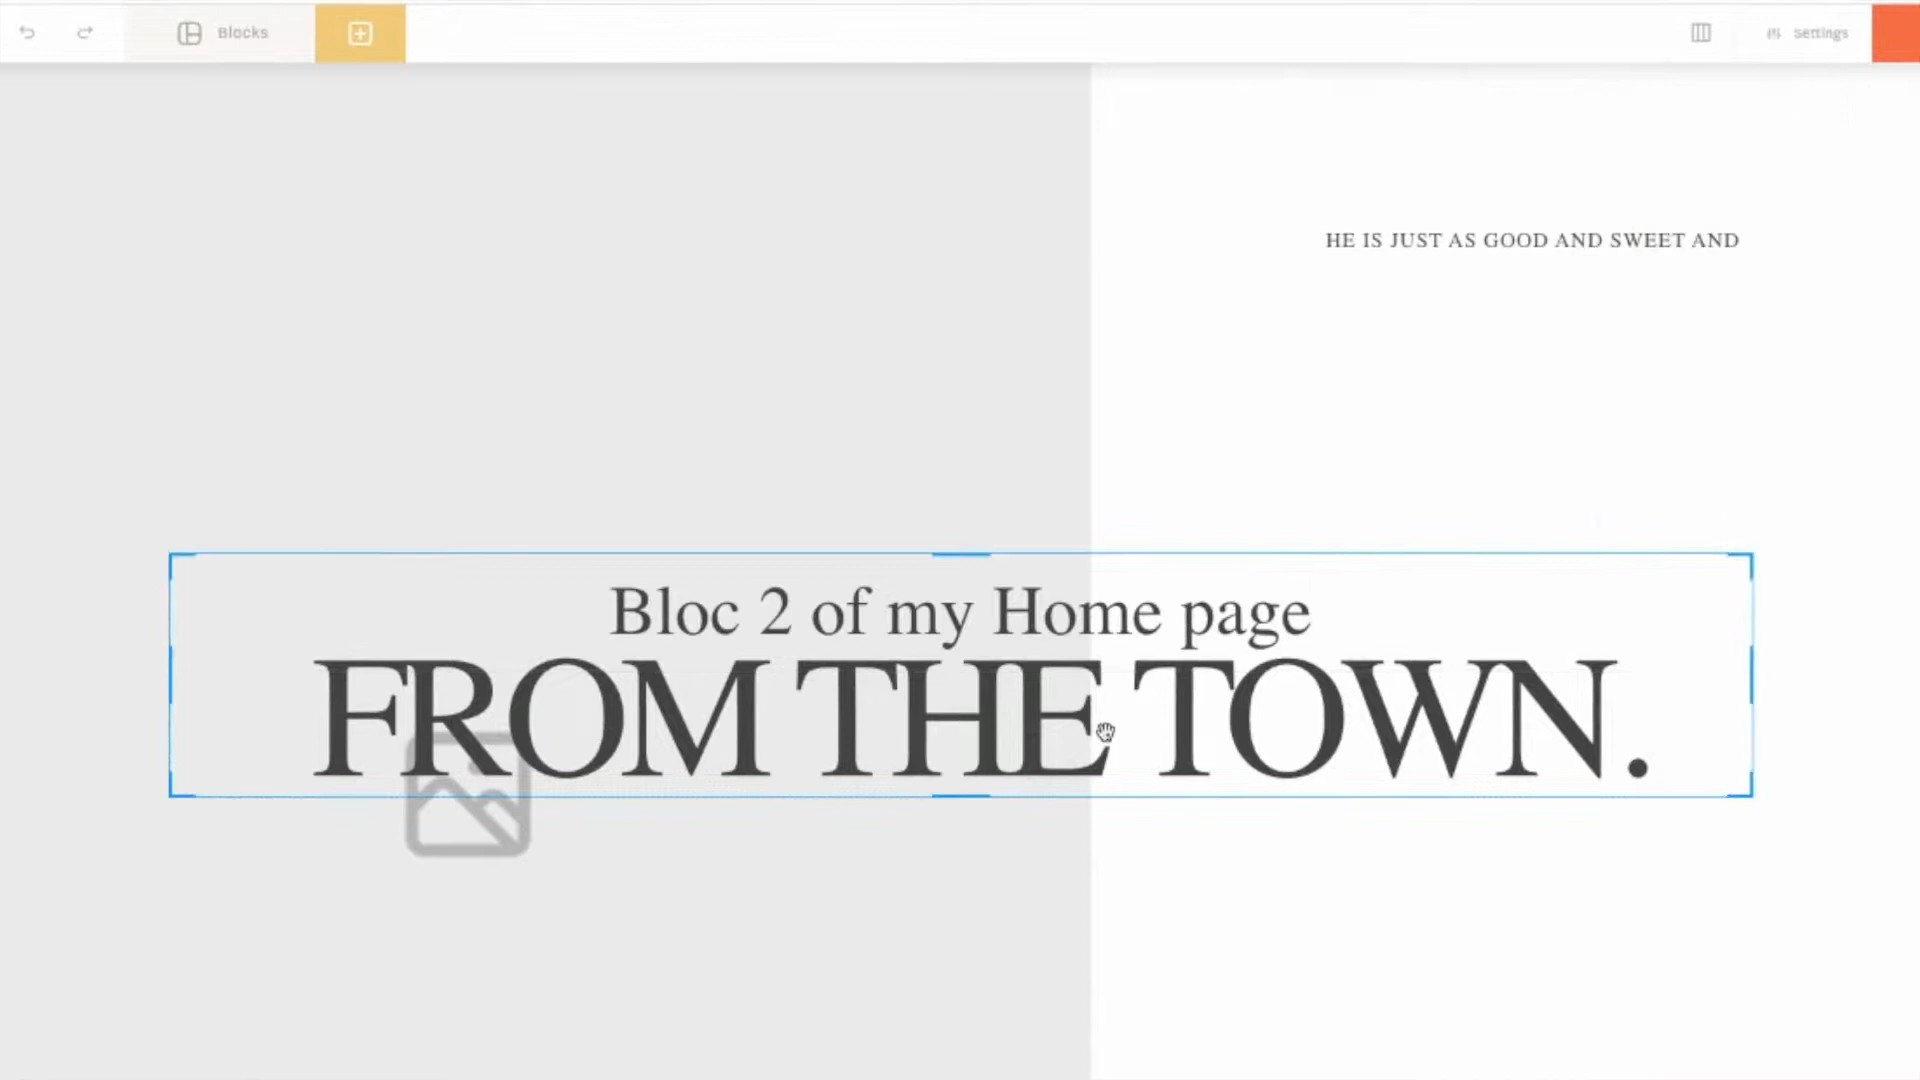 Blocks
Settings
HE IS JUST AS GOOD AND SWEET AND
Bloc 2 of my Home page
FROM THE TOWN.